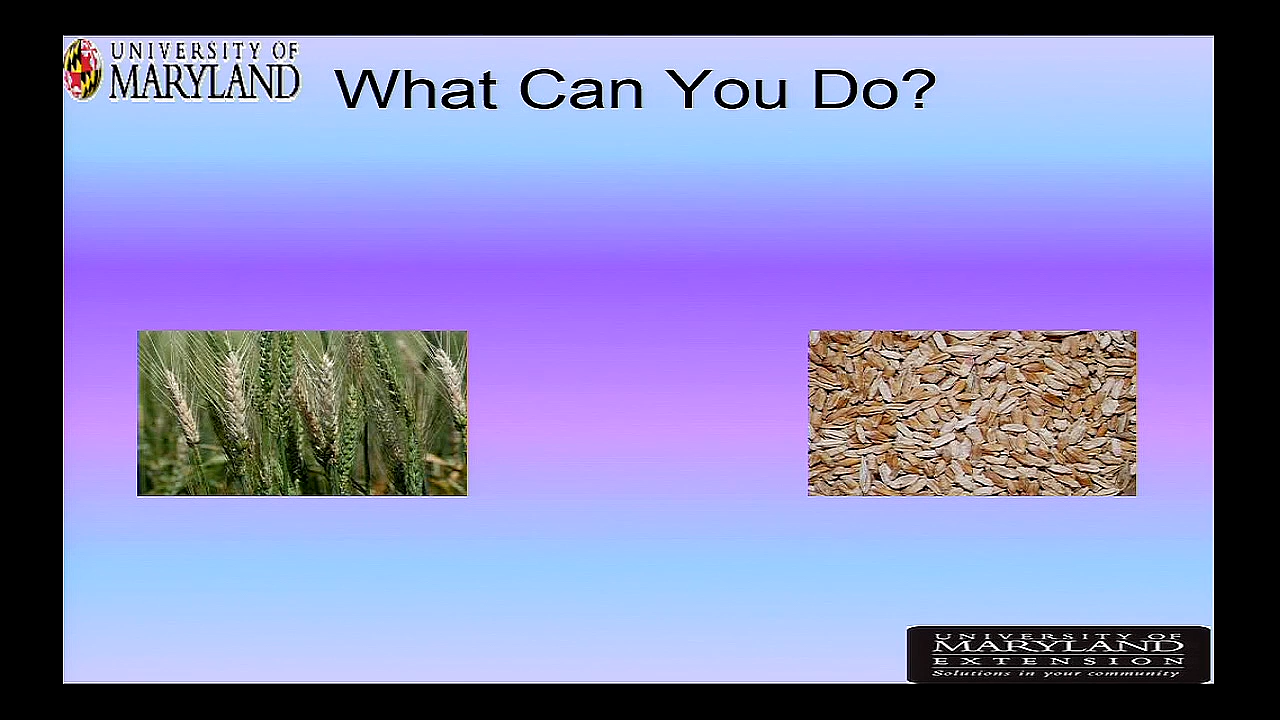 UNIVERSITY OF
MARYLAND
What Can You Do?
UNIVERSITY OF
MARYLAND
EXTENSION
Solutions in your community